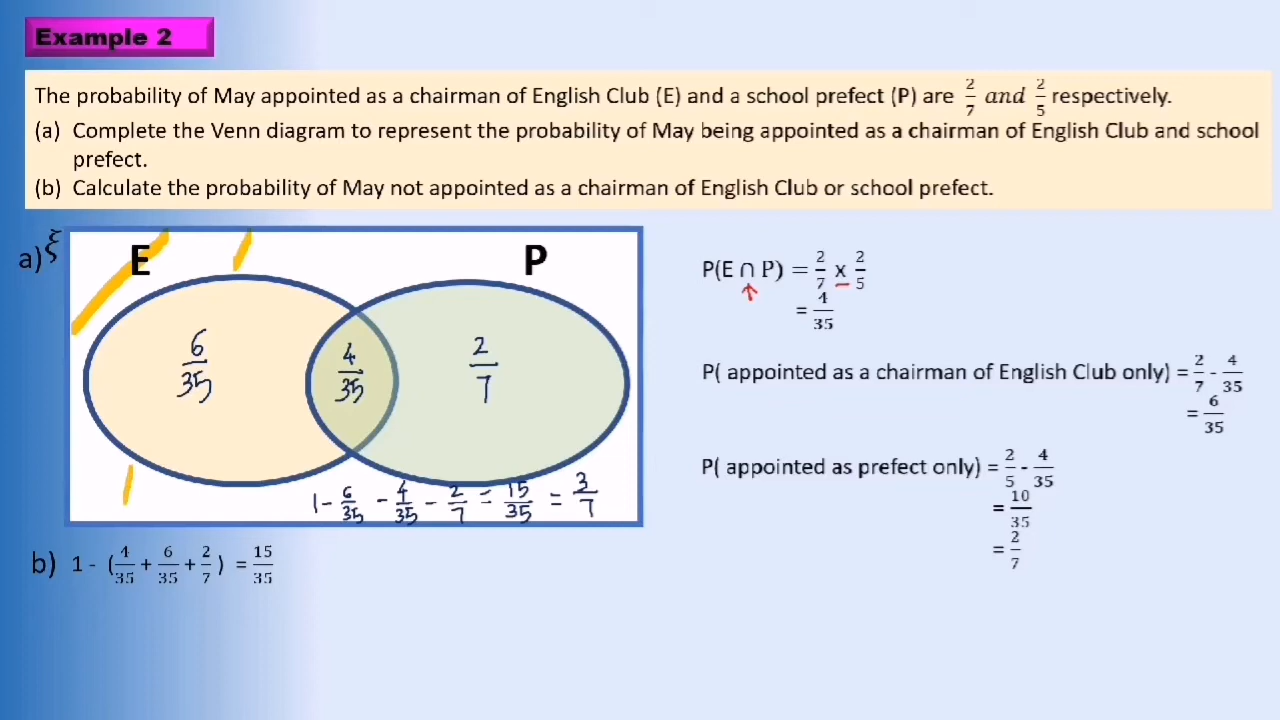 Example 2
The probability of May appointed as a chairman of English Club (E) and a school prefect (P) are 2/7 and 2/5 respectively.
(a) Complete the Venn diagram to represent the probability of May being appointed as a chairman of English Club and school
prefect.
(b) Calculate the probability of May not appointed as a chairman of English Club or school prefect.
a) ξ
E P
6/35 4/35 2/7
1 - 6/35 - 4/35 - 2/7 = 15/35 = 3/7
b) 1 - (4/35 + 6/35 + 2/7) = 15/35
P(E ∩ P) = 2/7 x 2/5
= 4/35
P( appointed as a chairman of English Club only) = 2/7 - 4/35
= 6/35
P( appointed as prefect only) = 2/5 - 4/35
= 10/35
= 2/7